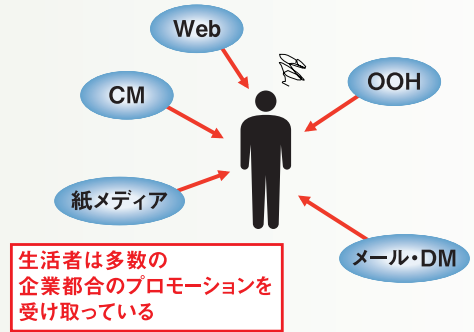 Web
CM
OOH
紙メディア
メール・DM
生活者は多数の
企業都合のプロモーションを
受け取っている